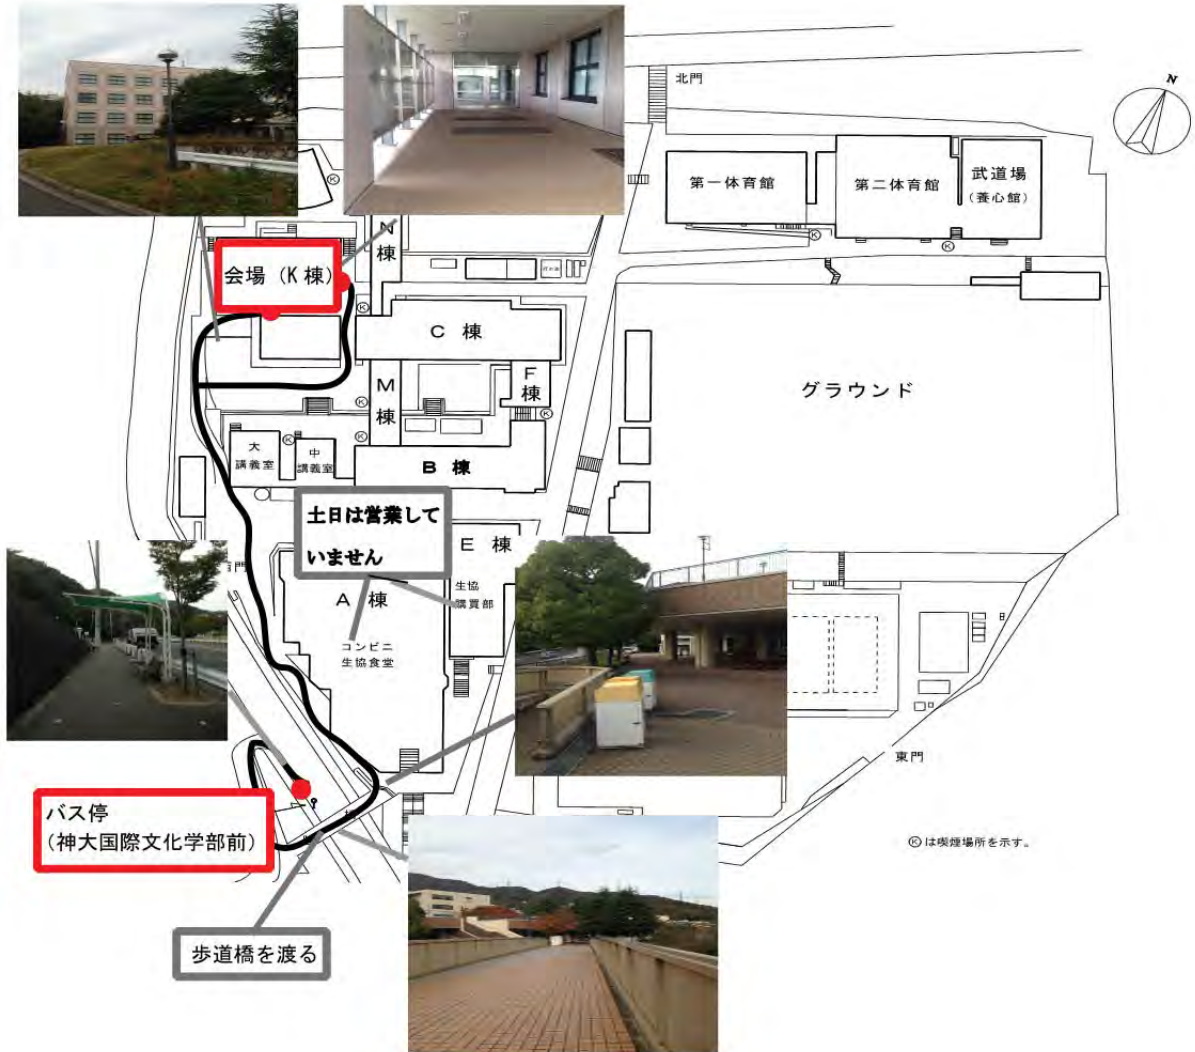 北門
N
第一体育館
第二体育館
武道場
(養心館)
Ⓚ
Ⓚ
Ⓚ
N
棟
会場（K 棟）
Ⓚ
C 棟
F
棟
M
棟
グラウンド
Ⓚ
Ⓚ
Ⓚ
Ⓚ
大
講義室
中
講義室
B 棟
土日は営業して
いません
E 棟
生協
購買部
門
A 棟
コンビニ
生協食堂
東門
バス停
（神大国際文化学部前）
Ⓚは喫煙場所を示す。
歩道橋を渡る